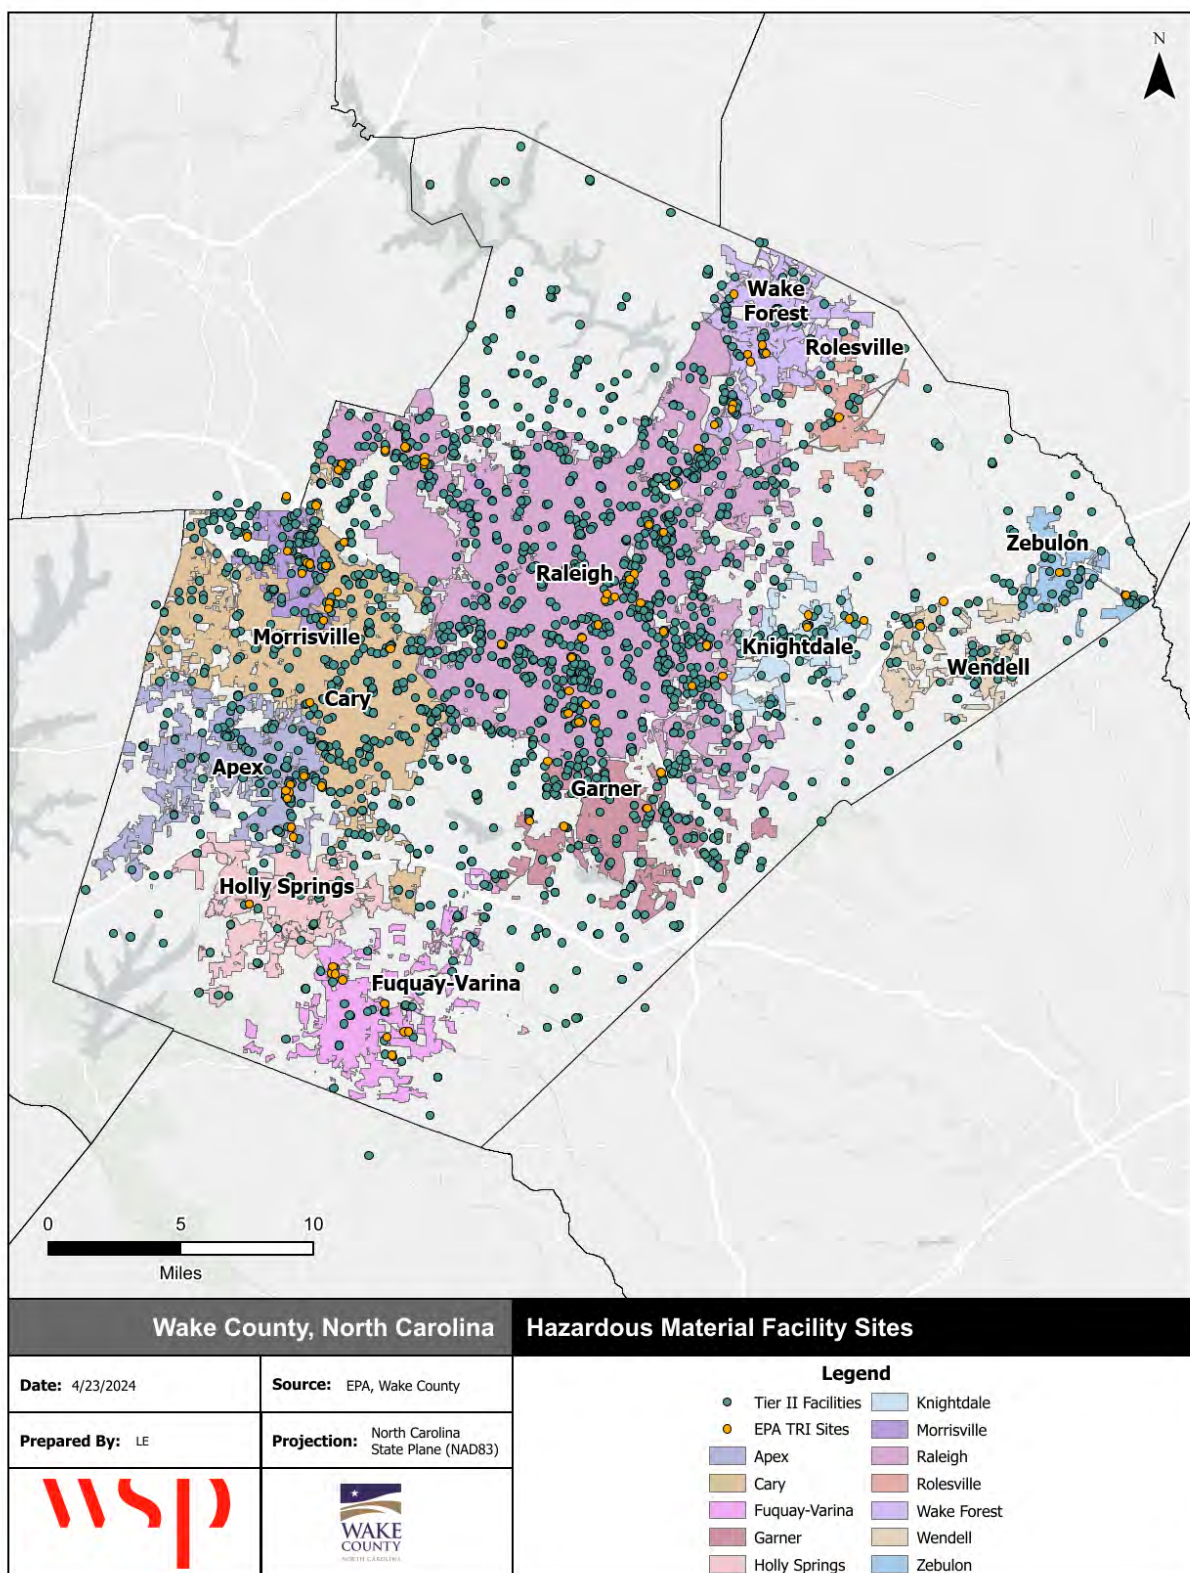 N
Wake
Forest
Rolesville
Zebulon
Raleigh
Morrisville
Knightdale
Wendell
Cary
Apex
Garner
Holly Springs
Fuquay-Varina
0 5 10
Miles
Wake County, North Carolina
Hazardous Material Facility Sites
Date: 4/23/2024
Source: EPA, Wake County
Prepared By: LE
Projection: North Carolina
State Plane (NAD83)
wsp
WAKE
COUNTY
NORTH CAROLINA
Legend
Tier II Facilities
EPA TRI Sites
Apex
Cary
Fuquay-Varina
Garner
Holly Springs
Knightdale
Morrisville
Raleigh
Rolesville
Wake Forest
Wendell
Zebulon